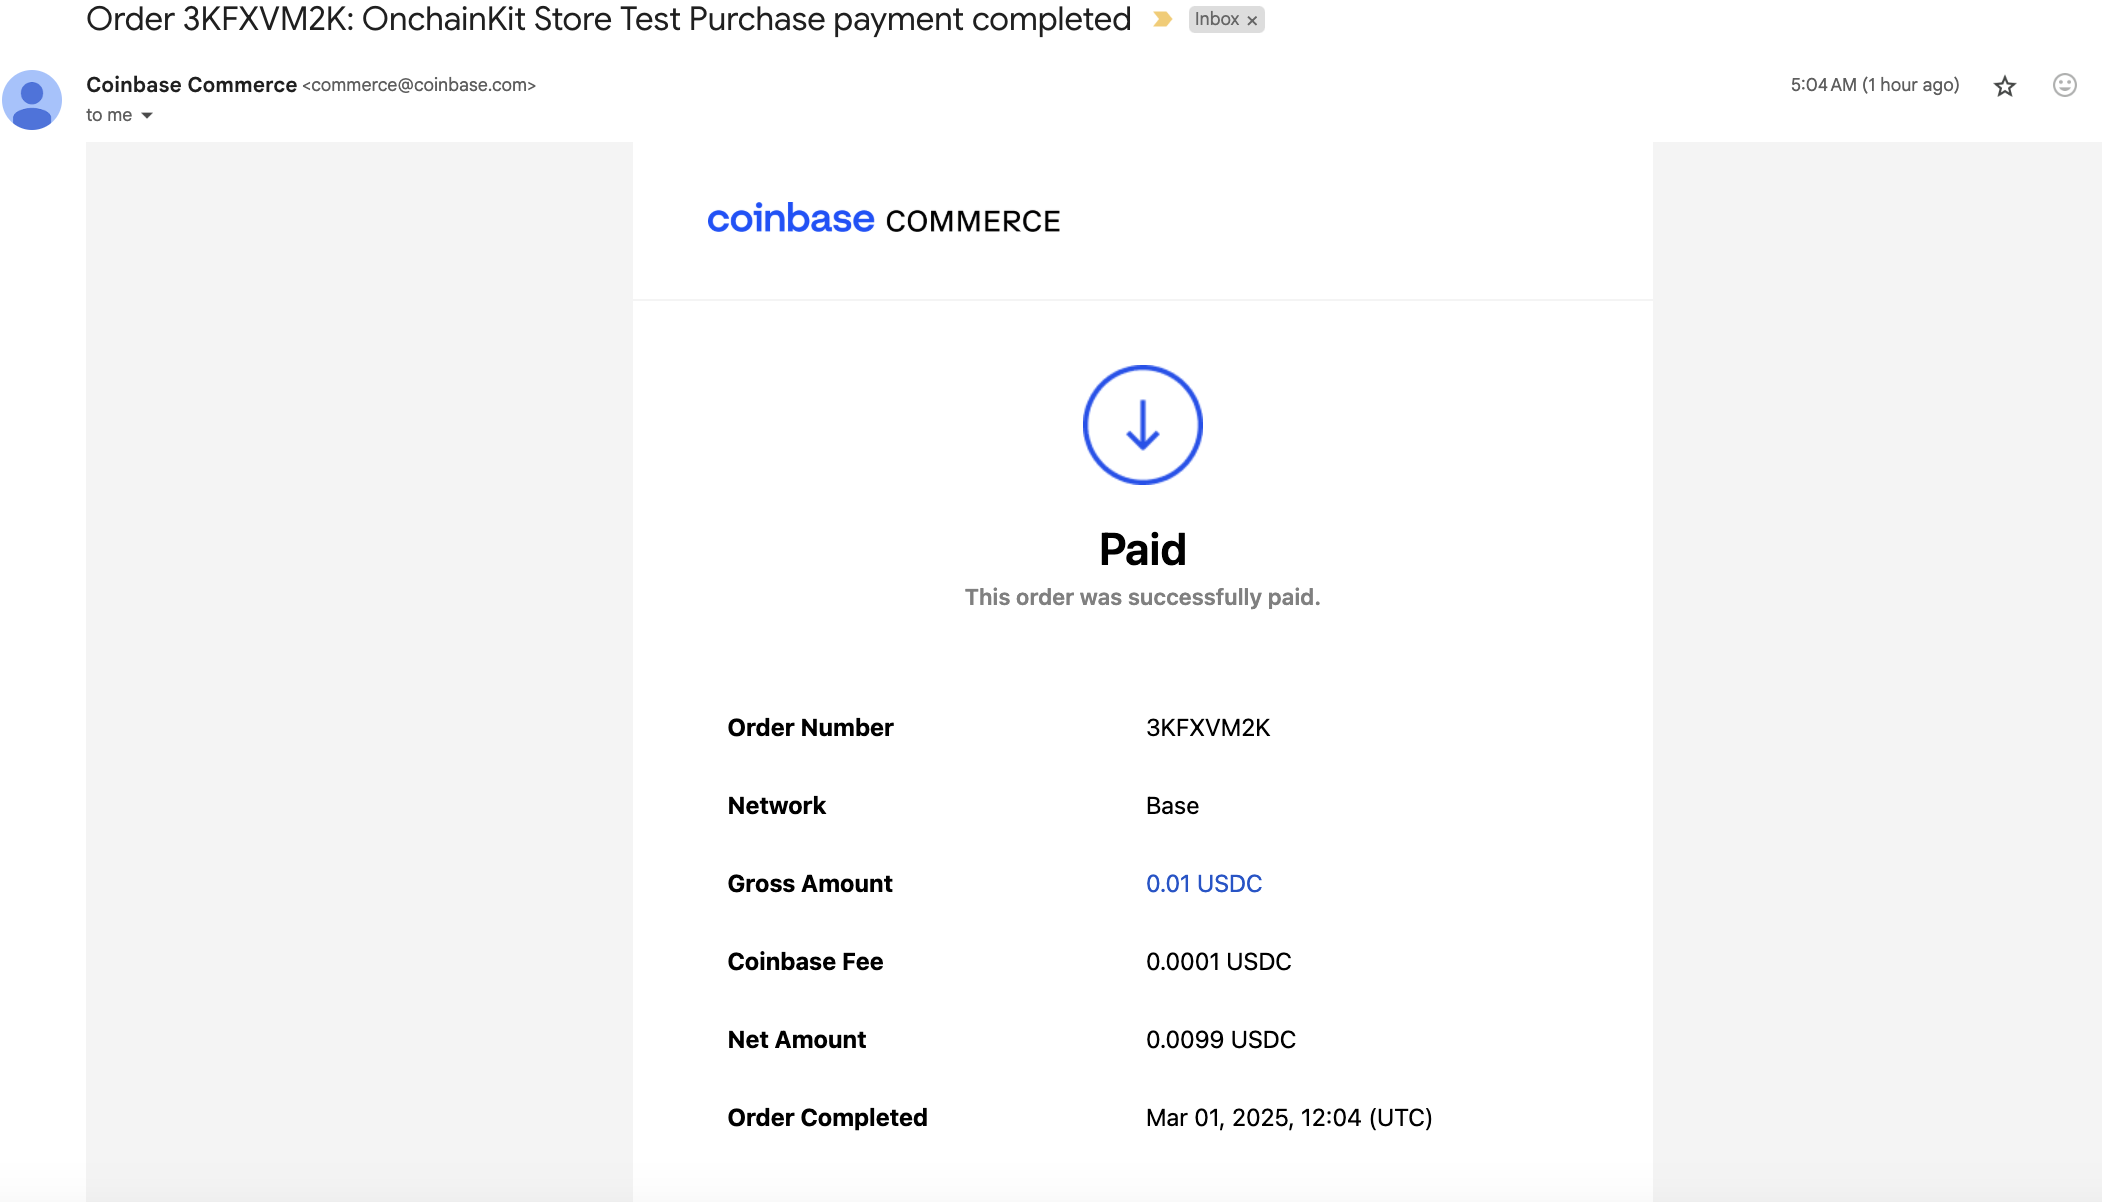 Order 3KFXVM2K: OnchainKit Store Test Purchase payment completed Inbox ×
Coinbase Commerce <commerce@coinbase.com> 5:04 AM (1 hour ago)
to me
coinbase COMMERCE
Paid
This order was successfully paid.
Order Number 3KFXVM2K
Network Base
Gross Amount 0.01 USDC
Coinbase Fee 0.0001 USDC
Net Amount 0.0099 USDC
Order Completed Mar 01, 2025, 12:04 (UTC)